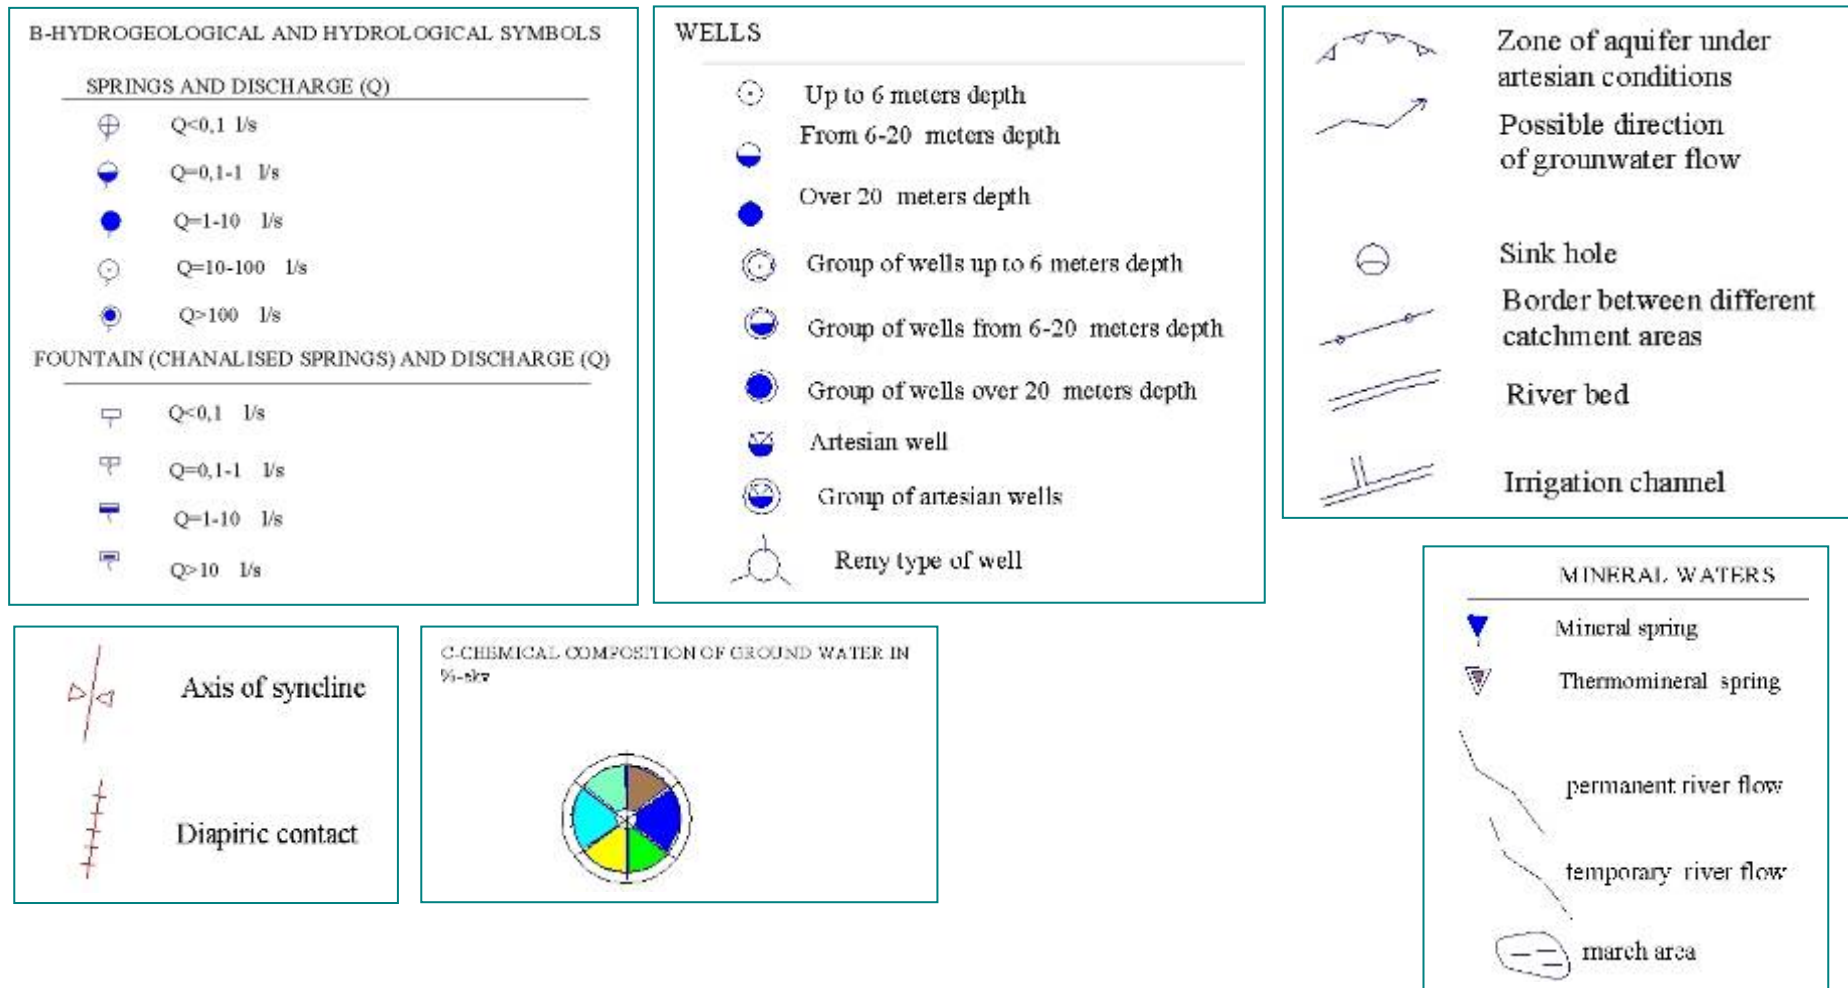 B-HYDROGEOLOGICAL AND HYDROLOGICAL SYMBOLS
SPRINGS AND DISCHARGE (Q)
Q<0,1 l/s
Q=0,1-1 l/s
Q=1-10 l/s
Q=10-100 l/s
Q>100 l/s
FOUNTAIN (CHANALISED SPRINGS) AND DISCHARGE (Q)
Q<0,1 l/s
Q=0,1-1 l/s
Q=1-10 l/s
Q>10 l/s
WELLS
Up to 6 meters depth
From 6-20 meters depth
Over 20 meters depth
Group of wells up to 6 meters depth
Group of wells from 6-20 meters depth
Group of wells over 20 meters depth
Artesian well
Group of artesian wells
Reny type of well
Zone of aquifer under
artesian conditions
Possible direction
of grounwater flow
Sink hole
Border between different
catchment areas
River bed
Irrigation channel
Axis of syncline
Diapiric contact
C-CHEMICAL COMPOSITION OF GROUND WATER IN
%-ekv
MINERAL WATERS
Mineral spring
Thermomineral spring
permanent river flow
temporary river flow
march area